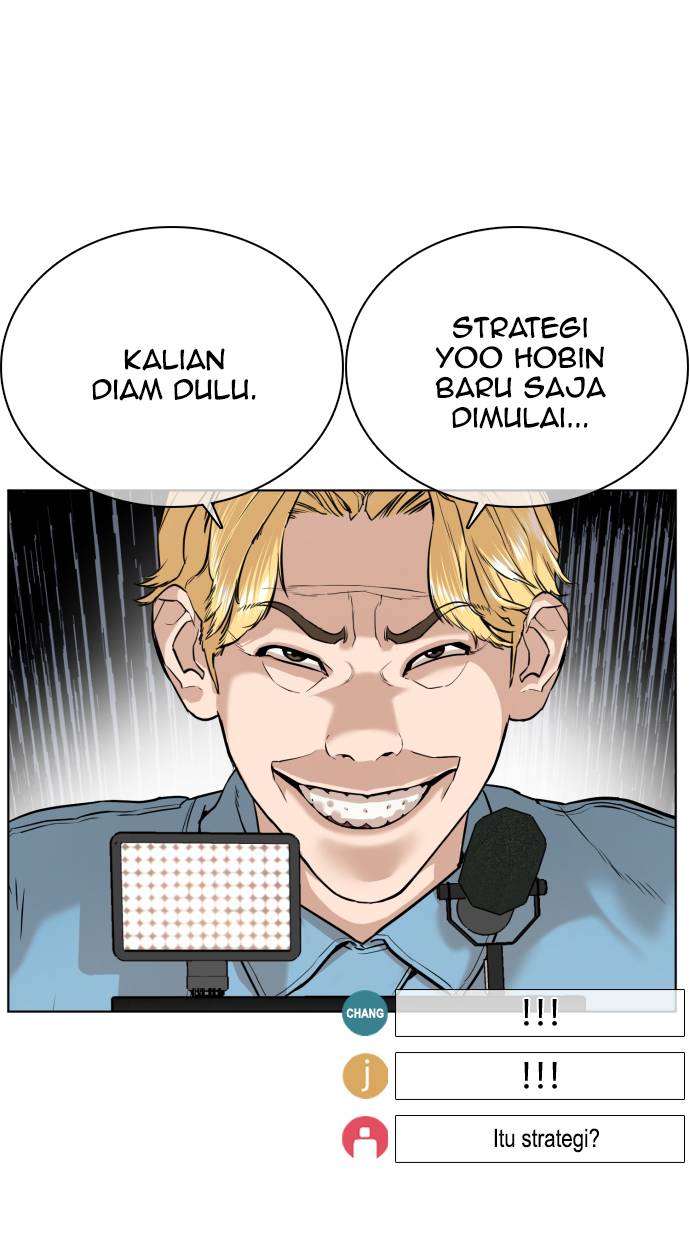 KALIAN
DIAM DULU.
STRATEGI
YOO HOBIN
BARU SAJA
DIMULAI...
CHANG
!!!
j
!!!
Itu strategi?